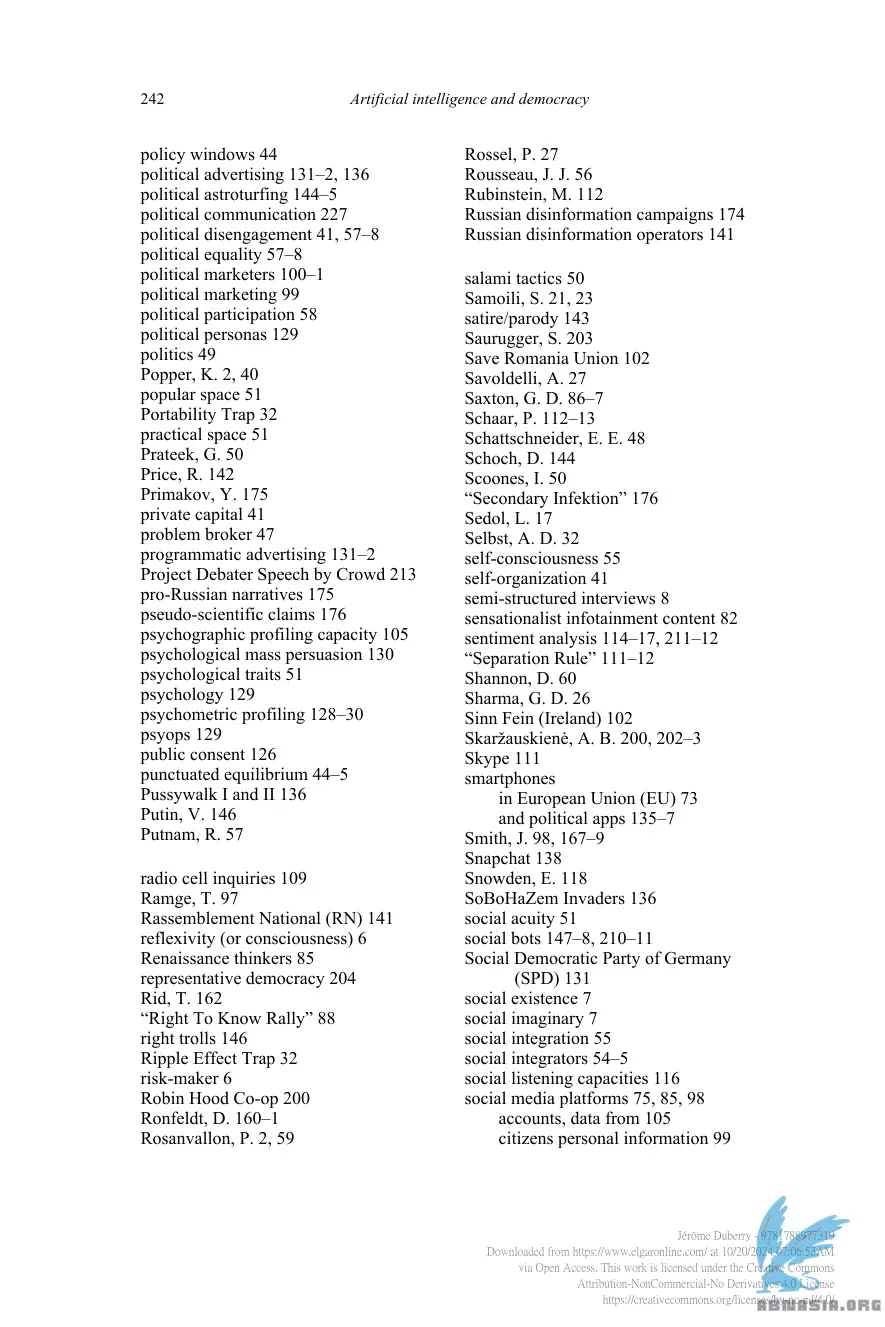 242
Artificial intelligence and democracy
policy windows 44
political advertising 131–2, 136
political astroturfing 144–5
political communication 227
political disengagement 41, 57–8
political equality 57–8
political marketers 100–1
political marketing 99
political participation 58
political personas 129
politics 49
Popper, K. 2, 40
popular space 51
Portability Trap 32
practical space 51
Prateek, G. 50
Price, R. 142
Primakov, Y. 175
private capital 41
problem broker 47
programmatic advertising 131–2
Project Debater Speech by Crowd 213
pro-Russian narratives 175
pseudo-scientific claims 176
psychographic profiling capacity 105
psychological mass persuasion 130
psychological traits 51
psychology 129
psychometric profiling 128–30
psyops 129
public consent 126
punctuated equilibrium 44–5
Pussywalk I and II 136
Putin, V. 146
Putnam, R. 57
radio cell inquiries 109
Ramge, T. 97
Rassemblement National (RN) 141
reflexivity (or consciousness) 6
Renaissance thinkers 85
representative democracy 204
Rid, T. 162
“Right To Know Rally” 88
right trolls 146
Ripple Effect Trap 32
risk-maker 6
Robin Hood Co-op 200
Ronfeldt, D. 160–1
Rosanvallon, P. 2, 59
Rossel, P. 27
Rousseau, J. J. 56
Rubinstein, M. 112
Russian disinformation campaigns 174
Russian disinformation operators 141
salami tactics 50
Samoili, S. 21, 23
satire/parody 143
Saurugger, S. 203
Save Romania Union 102
Savoldelli, A. 27
Saxton, G. D. 86–7
Schaar, P. 112–13
Schattschneider, E. E. 48
Schoch, D. 144
Scoones, I. 50
“Secondary Infektion” 176
Sedol, L. 17
Selbst, A. D. 32
self-consciousness 55
self-organization 41
semi-structured interviews 8
sensationalist infotainment content 82
sentiment analysis 114–17, 211–12
“Separation Rule” 111–12
Shannon, D. 60
Sharma, G. D. 26
Sinn Fein (Ireland) 102
Skaržauskienė, A. B. 200, 202–3
Skype 111
smartphones
in European Union (EU) 73
and political apps 135–7
Smith, J. 98, 167–9
Snapchat 138
Snowden, E. 118
SoBoHaZem Invaders 136
social acuity 51
social bots 147–8, 210–11
Social Democratic Party of Germany
(SPD) 131
social existence 7
social imaginary 7
social integration 55
social integrators 54–5
social listening capacities 116
social media platforms 75, 85, 98
accounts, data from 105
citizens personal information 99
Jérôme Duberry - 9781788977319
Downloaded from https://www.elgaronline.com/ at 10/20/2024 07:06:53AM
via Open Access. This work is licensed under the Creative Commons
Attribution-NonCommercial-No Derivatives 4.0 License
https://creativecommons.org/licenses/by-nc-nd/4.0/
ABMASIA.ORG